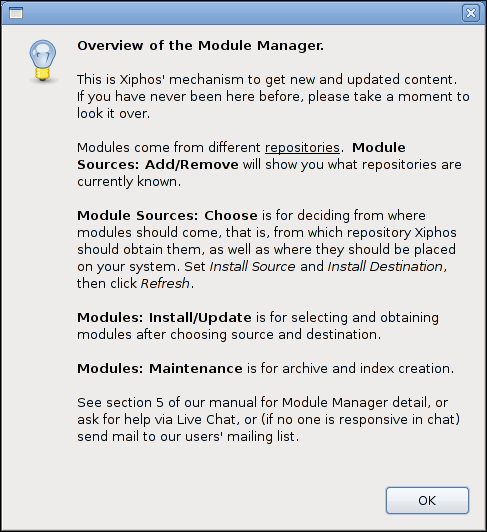 Overview of the Module Manager.
This is Xiphos' mechanism to get new and updated content.
If you have never been here before, please take a moment to
look it over.
Modules come from different repositories. Module
Sources: Add/Remove will show you what repositories are
currently known.
Module Sources: Choose is for deciding from where
modules should come, that is, from which repository Xiphos
should obtain them, as well as where they should be placed
on your system. Set Install Source and Install Destination,
then click Refresh.
Modules: Install/Update is for selecting and obtaining
modules after choosing source and destination.
Modules: Maintenance is for archive and index creation.
See section 5 of our manual for Module Manager detail, or
ask for help via Live Chat, or (if no one is responsive in chat)
send mail to our users' mailing list.
OK